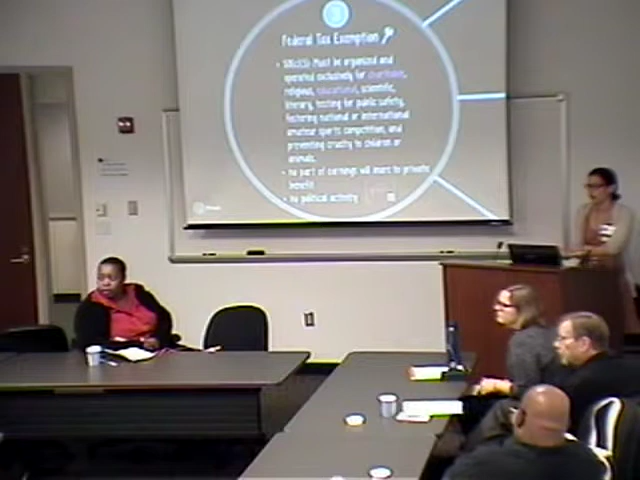 Federal Tax Exemption
• 501(c)(3): Must be organized and
operated exclusively for charitable,
religious, educational, scientific,
literary, testing for public safety,
fostering national or international
amateur sports competition, and
preventing cruelty to children or
animals.
• no part of earnings will inure to private
benefit
• no political activity